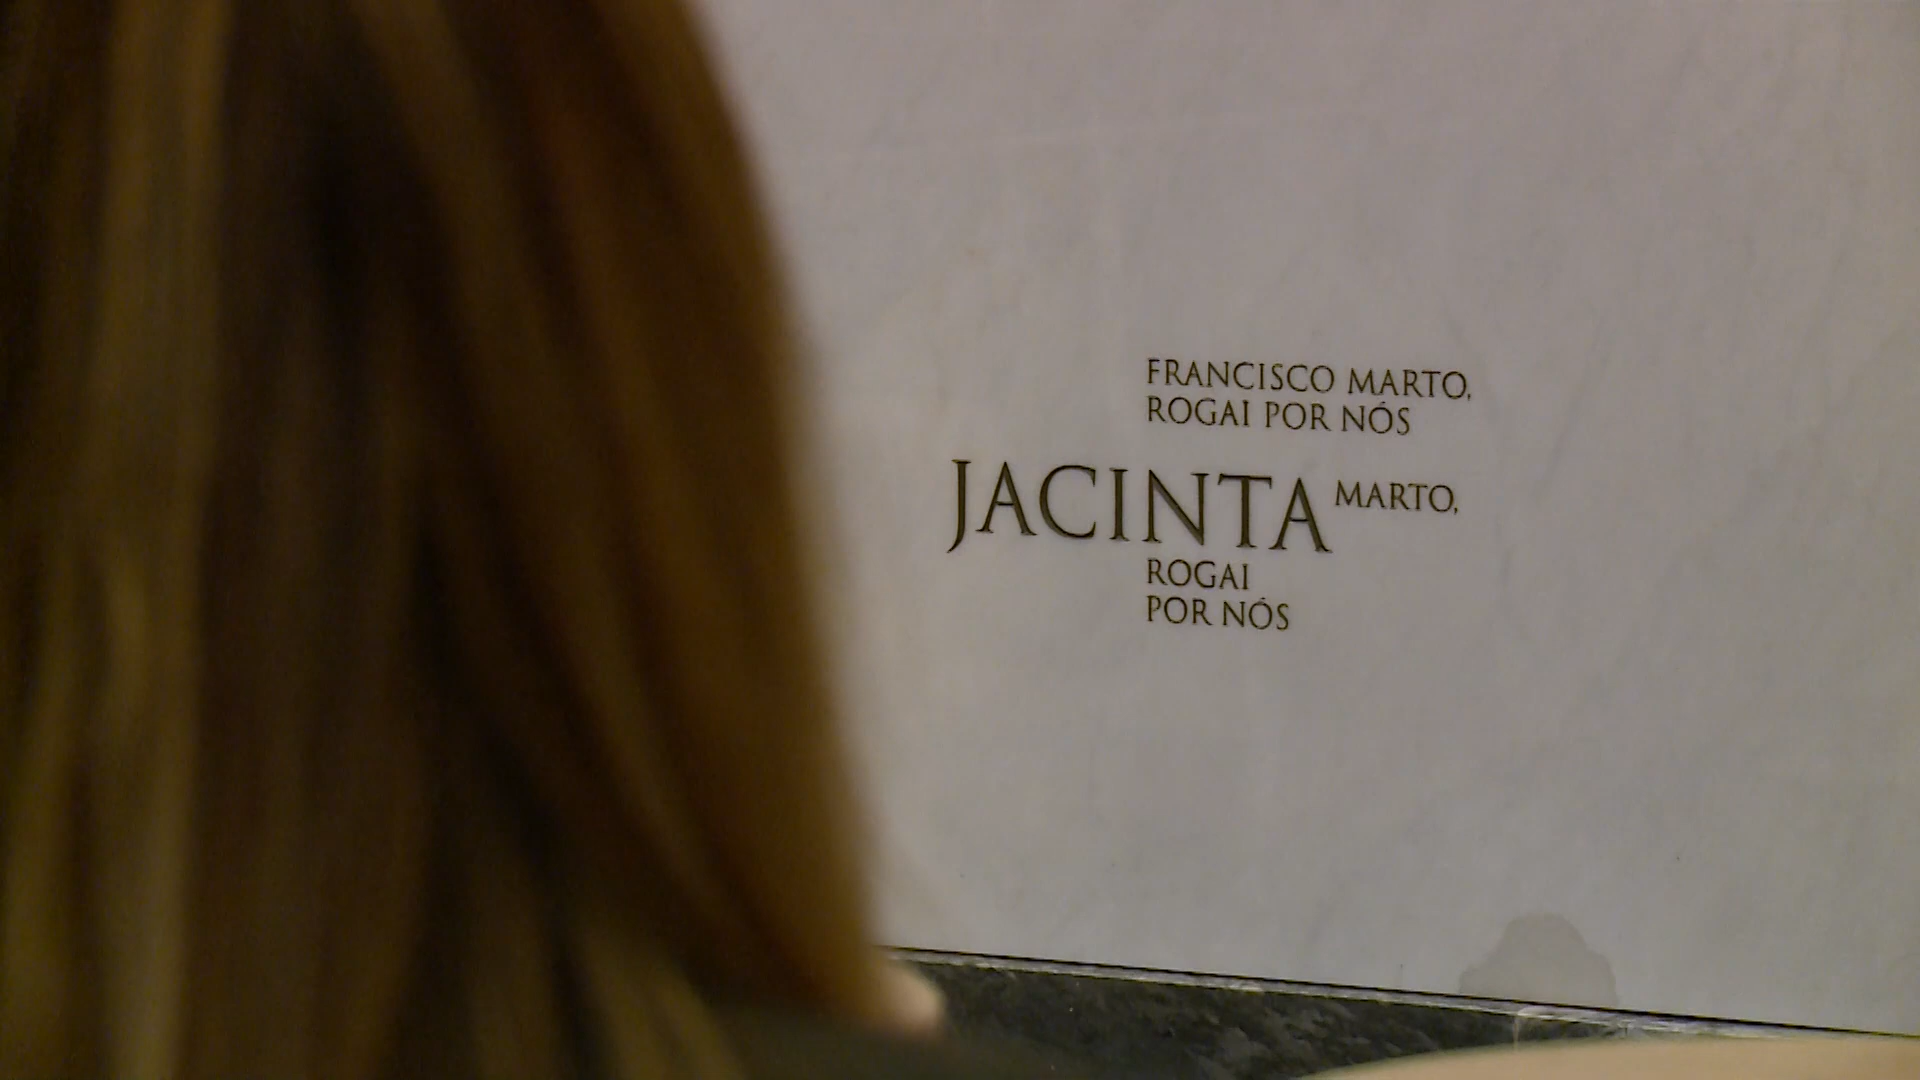 FRANCISCO MARTO,
ROGAI POR NÓS
JACINTA MARTO,
ROGAI
POR NÓS